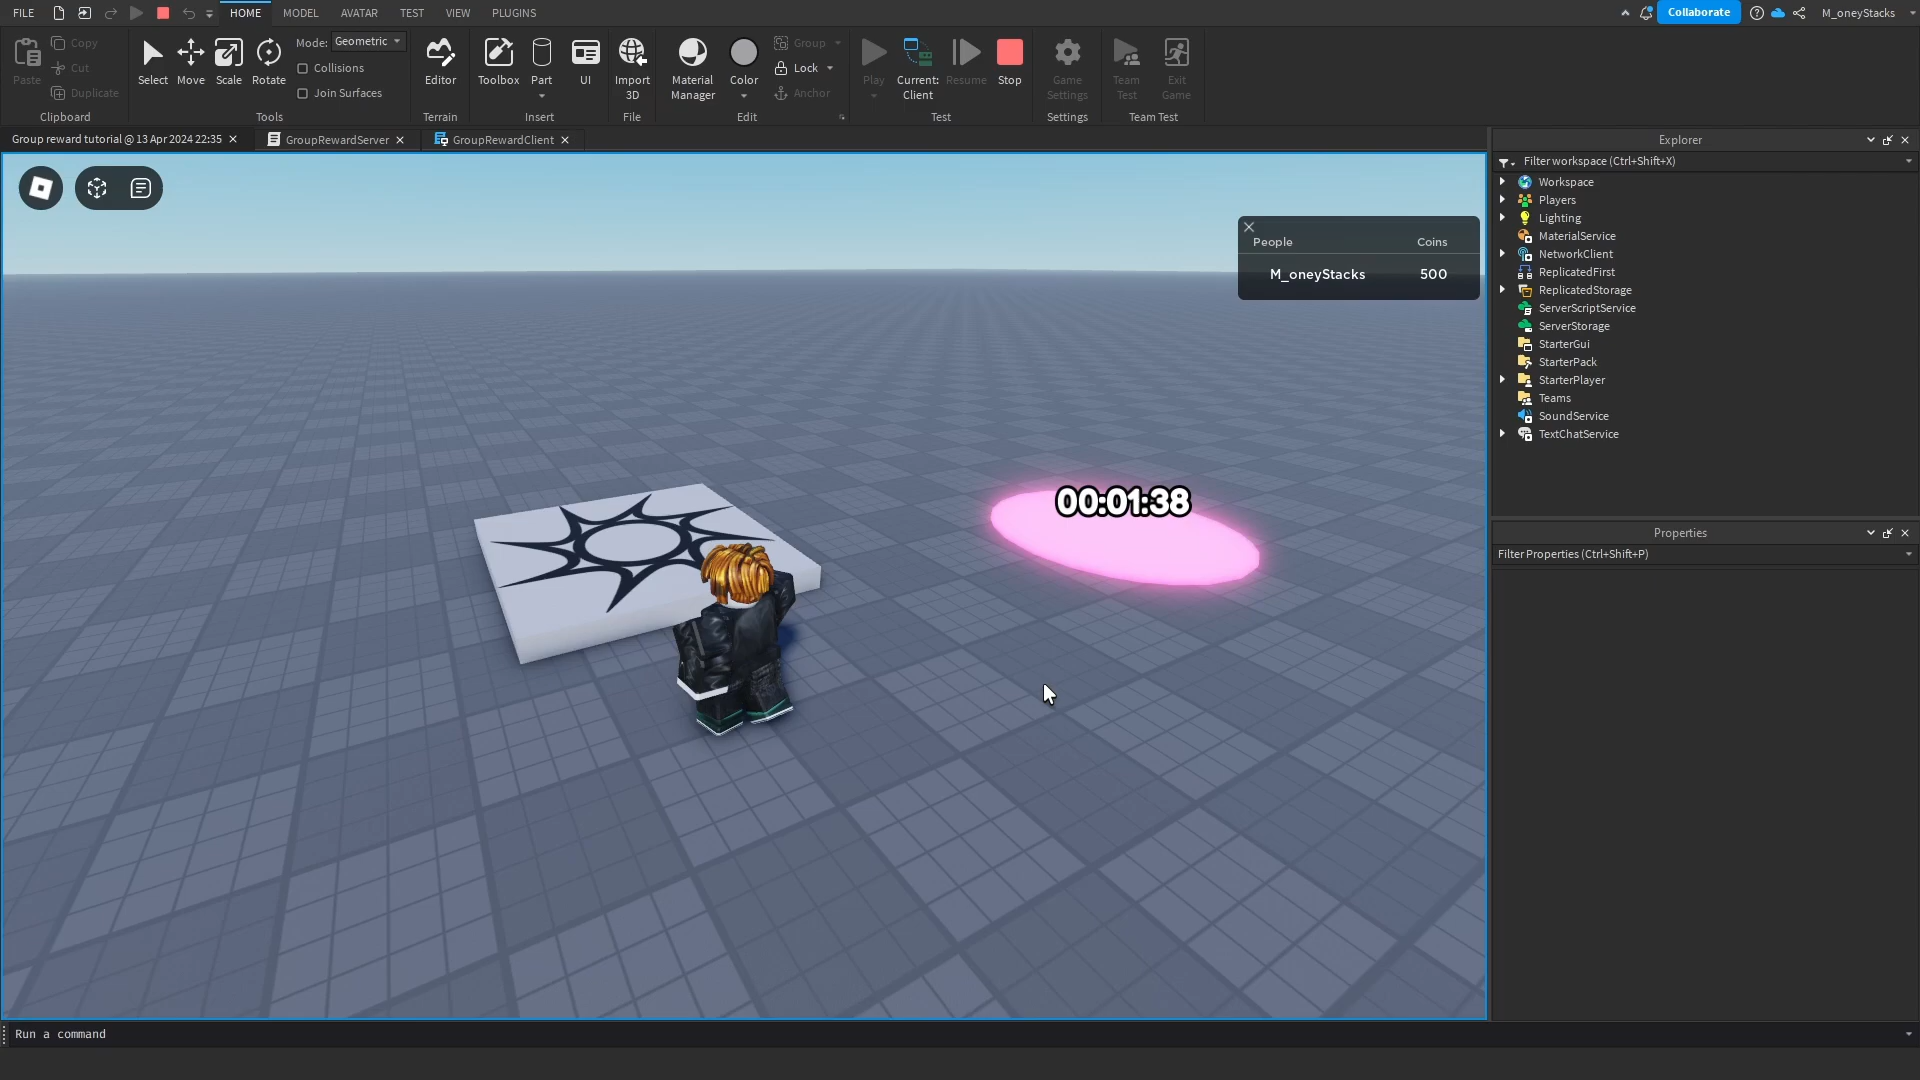 FILE HOME MODEL AVATAR TEST VIEW PLUGINS Collaborate M_oneyStacks
Paste Copy Cut Duplicate
Clipboard
Select Move Scale Rotate
Mode: Geometric
Collisions
Join Surfaces
Tools
Editor
Terrain
Toolbox Part UI
Insert
Import
3D
File
Material
Manager
Color
Group
Lock
Anchor
Edit
Play
Current:
Client
Resume
Stop
Test
Game
Settings
Settings
Team
Test
Exit
Game
Team Test
Group reward tutorial @ 13 Apr 2024 22:35
GroupRewardServer
GroupRewardClient
People Coins
M_oneyStacks 500
00:01:38
Explorer
Filter workspace (Ctrl+Shift+X)
Workspace
Players
Lighting
MaterialService
NetworkClient
ReplicatedFirst
ReplicatedStorage
ServerScriptService
ServerStorage
StarterGui
StarterPack
StarterPlayer
Teams
SoundService
TextChatService
Properties
Filter Properties (Ctrl+Shift+P)
Run a command